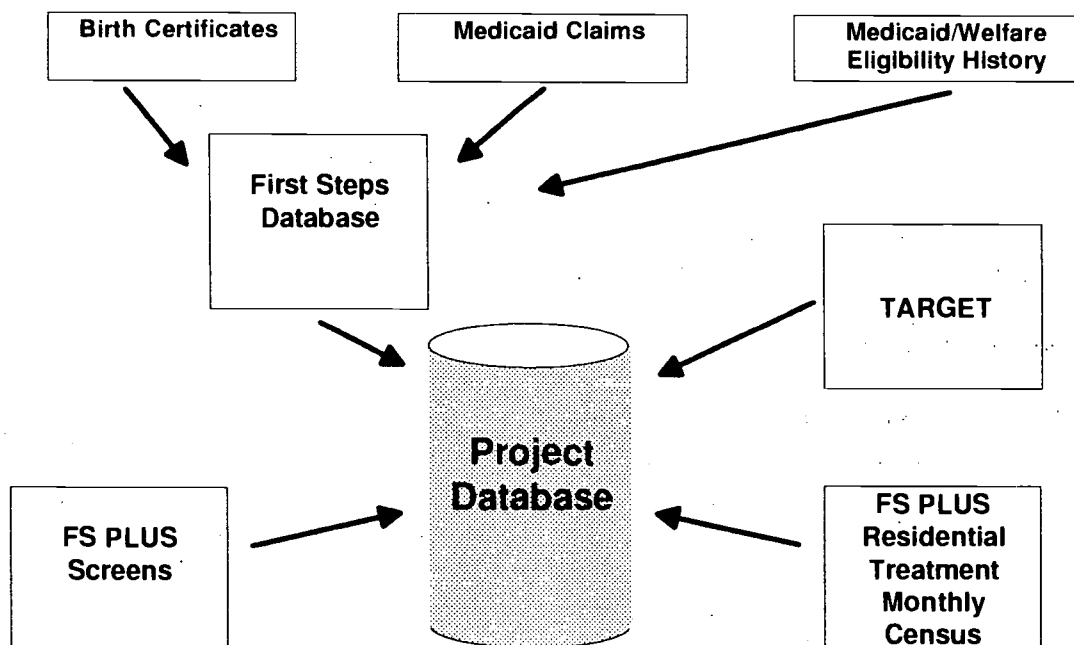 Birth Certificates
Medicaid Claims
Medicaid/Welfare
Eligibility History
First Steps
Database
TARGET
Project
Database
FS PLUS
Screens
FS PLUS
Residential
Treatment
Monthly
Census